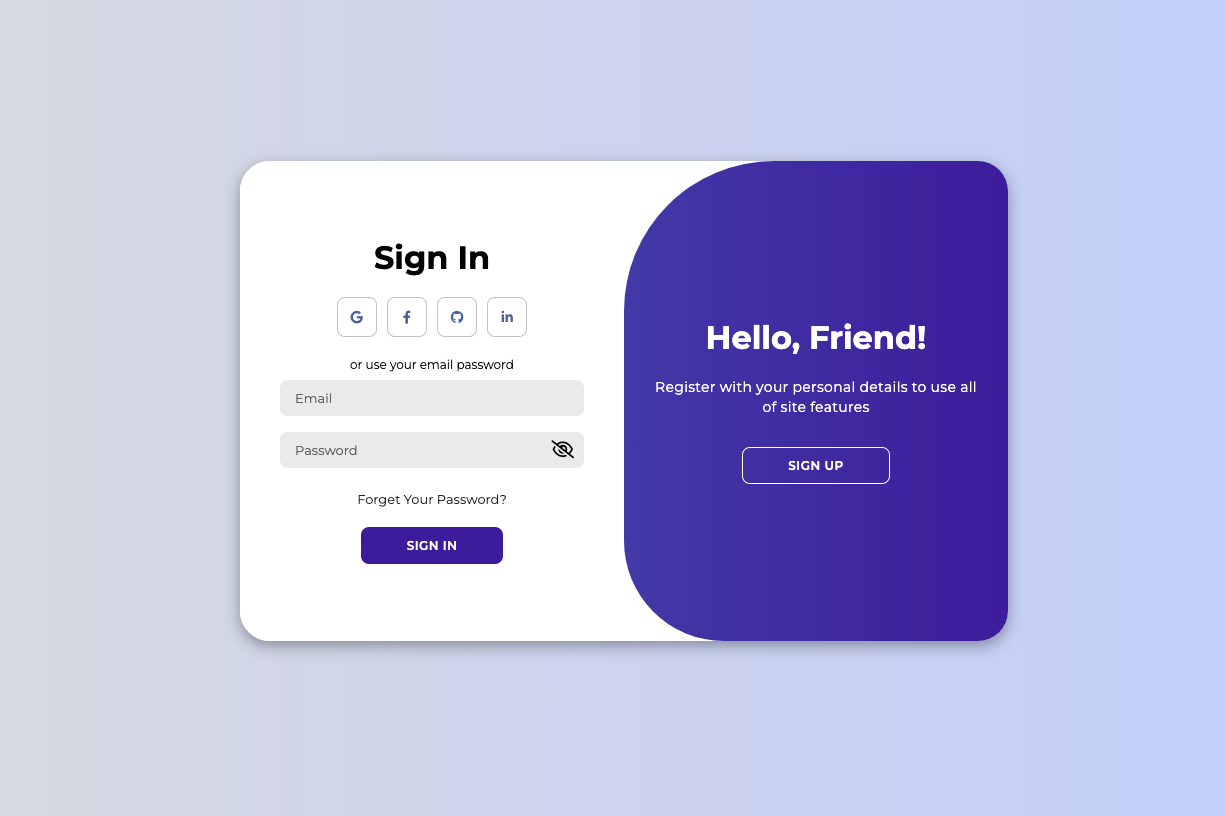 Sign In
or use your email password
Email
Password
Forget Your Password?
SIGN IN
Hello, Friend!
Register with your personal details to use all
of site features
SIGN UP